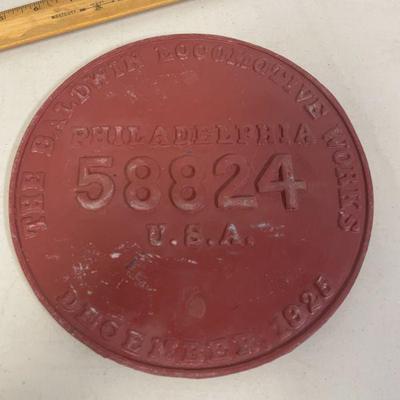 THE BALDWIN LOCOMOTIVE WORKS
PHILADELPHIA
58824
U.S.A.
DECEMBER, 1925